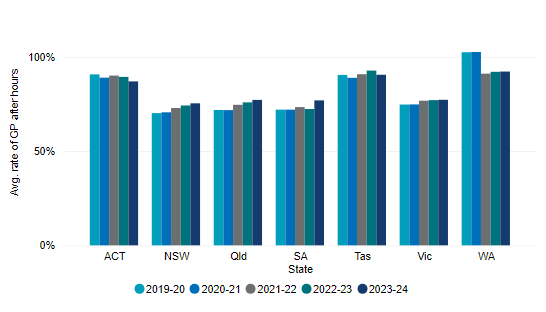 Avg. rate of GP after hours
100%
50%
0%
ACT NSW Qld SA Tas Vic WA
State
2019-20 2020-21 2021-22 2022-23 2023-24